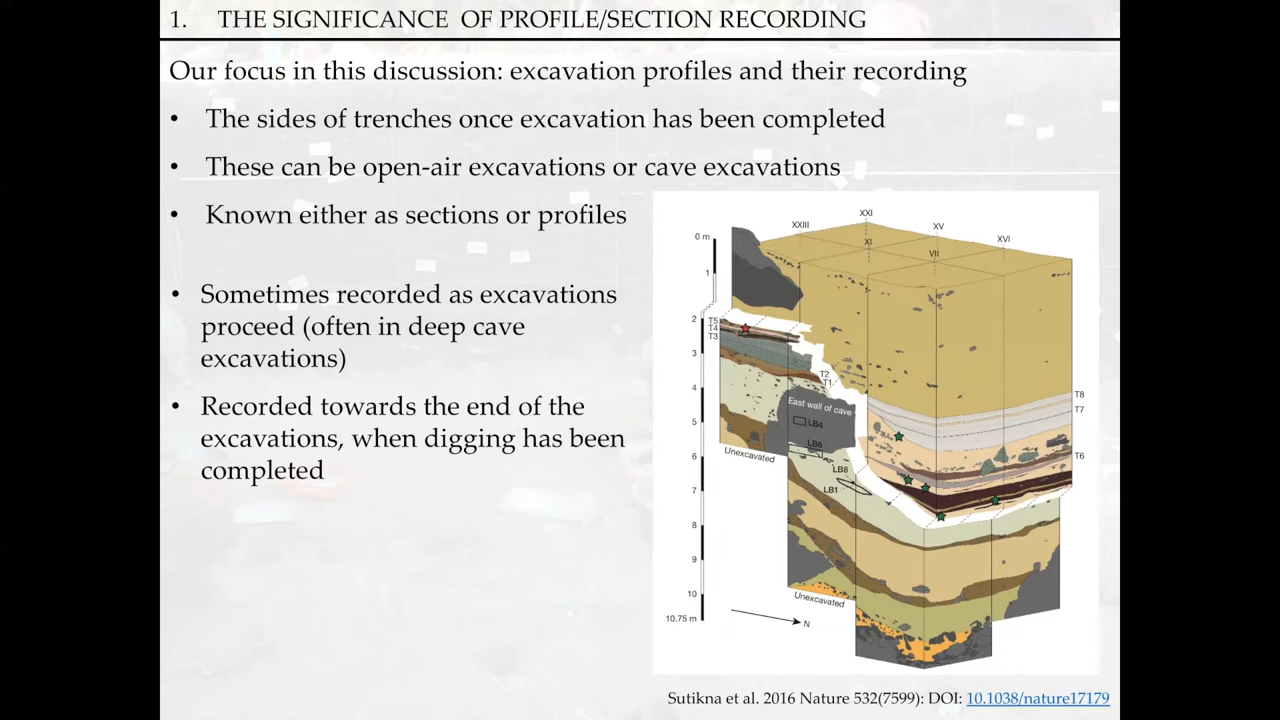 1. THE SIGNIFICANCE OF PROFILE/SECTION RECORDING
Our focus in this discussion: excavation profiles and their recording
• The sides of trenches once excavation has been completed
• These can be open-air excavations or cave excavations
• Known either as sections or profiles
• Sometimes recorded as excavations
proceed (often in deep cave
excavations)
• Recorded towards the end of the
excavations, when digging has been
completed
XXI
XXIII
XV
XI
XVI
VII
0 m
1
2
3
4
5
6
7
8
9
10
10.75 m
T5
T4
T3
T2
T1
East wall of cave
LB4
LB6
LB8
LB1
Unexcavated
Unexcavated
T8
T7
T6
N
Sutikna et al. 2016 Nature 532(7599): DOI: 10.1038/nature17179